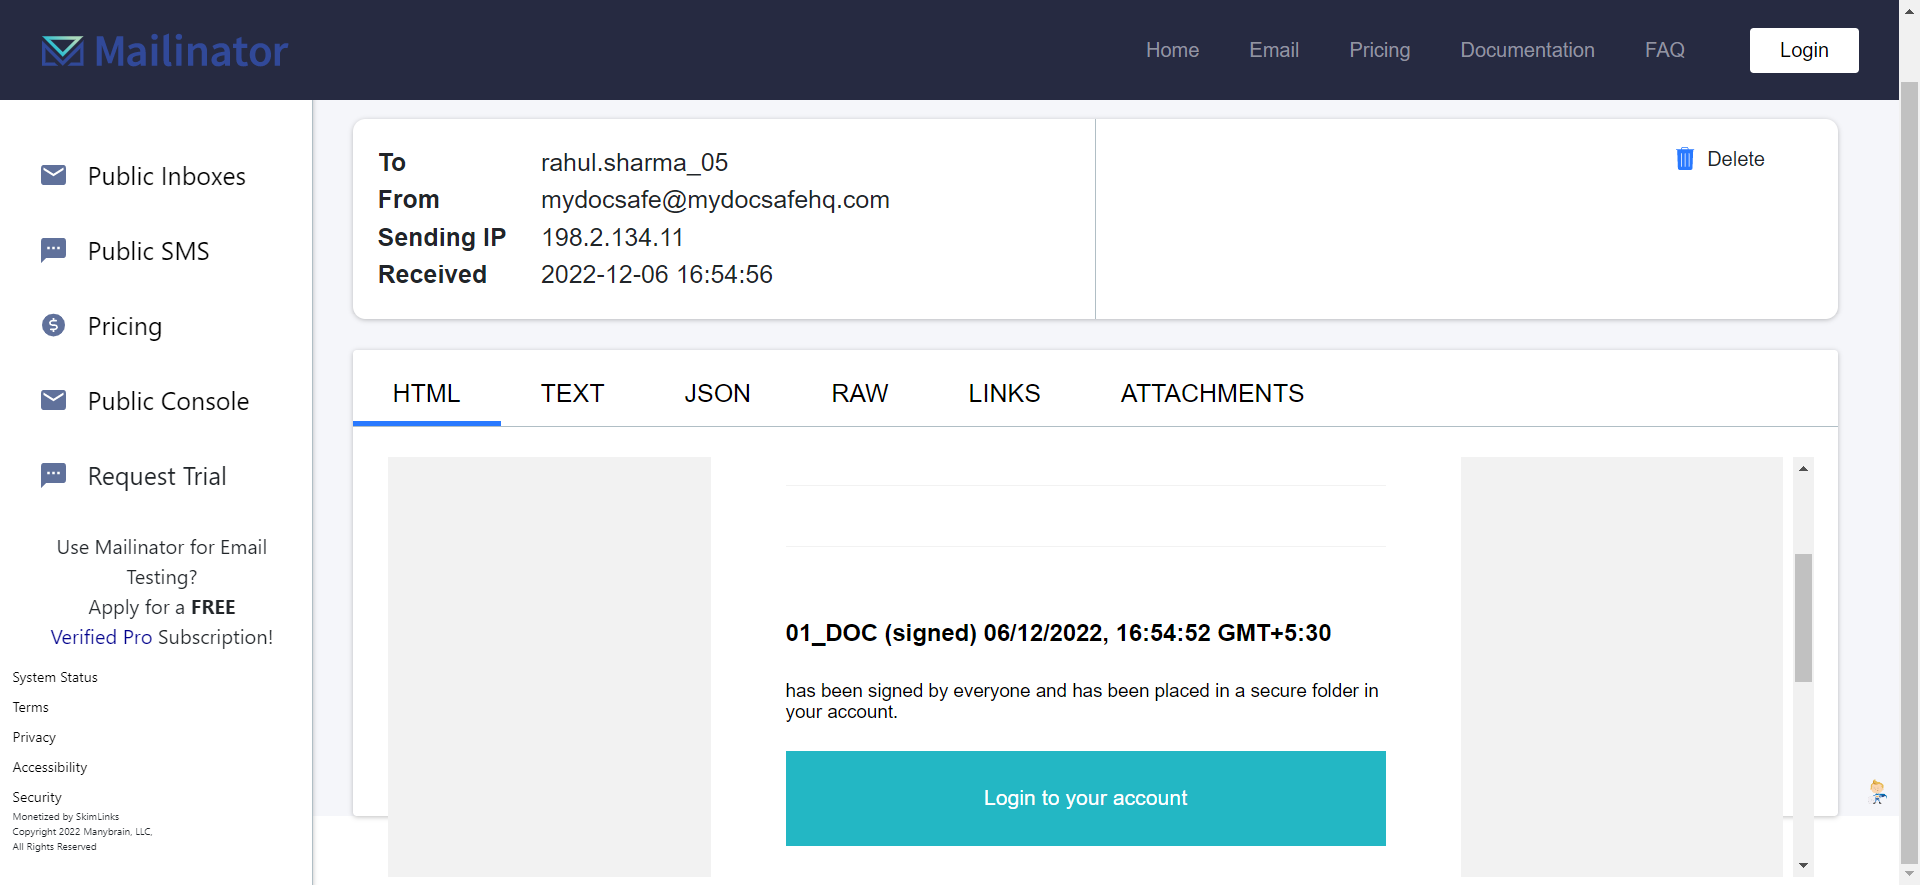 Mailinator
Home
Email
Pricing
Documentation
FAQ
Login
Public Inboxes
Public SMS
Pricing
Public Console
Request Trial
Use Mailinator for Email
Testing?
Apply for a FREE
Verified Pro Subscription!
System Status
Terms
Privacy
Accessibility
Security
Monetized by SkimLinks
Copyright 2022 Manybrain, LLC,
All Rights Reserved
To rahul.sharma_05
From mydocsafe@mydocsafehq.com
Sending IP 198.2.134.11
Received 2022-12-06 16:54:56
Delete
HTML
TEXT
JSON
RAW
LINKS
ATTACHMENTS
01_DOC (signed) 06/12/2022, 16:54:52 GMT+5:30
has been signed by everyone and has been placed in a secure folder in
your account.
Login to your account